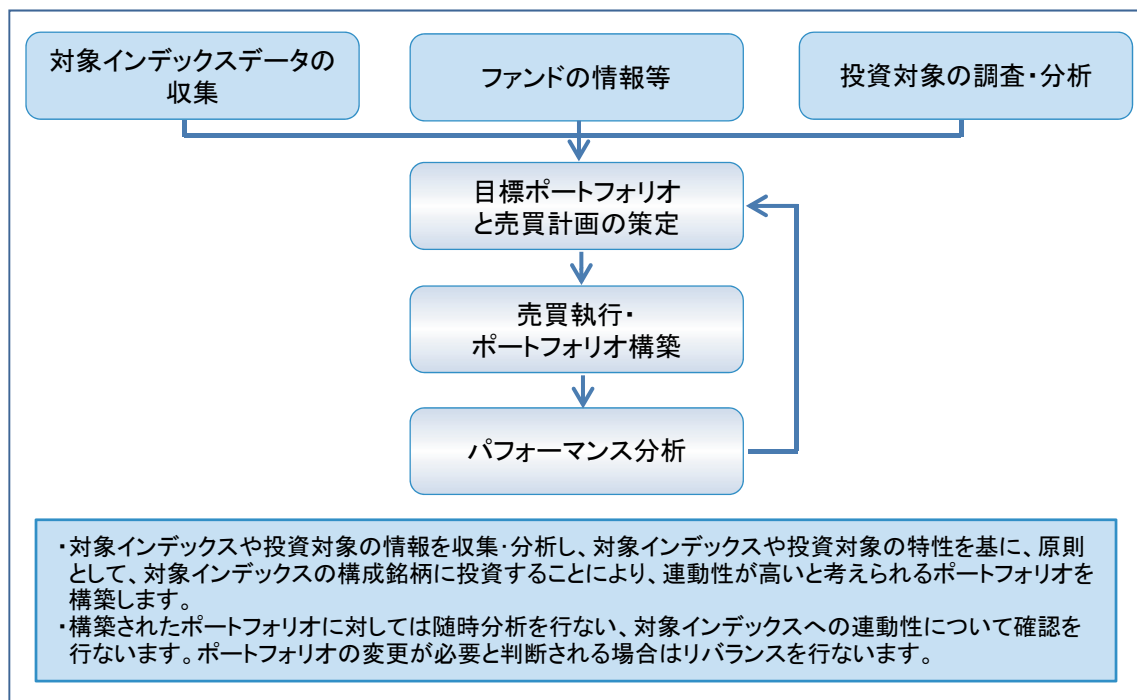 対象インデックスデータの
収集
ファンドの情報等
投資対象の調査・分析
目標ポートフォリオ
と売買計画の策定
売買執行・
ポートフォリオ構築
パフォーマンス分析
・対象インデックスや投資対象の情報を収集・分析し、対象インデックスや投資対象の特性を基に、原則
として、対象インデックスの構成銘柄に投資することにより、連動性が高いと考えられるポートフォリオを
構築します。
・構築されたポートフォリオに対しては随時分析を行ない、対象インデックスへの連動性について確認を
行ないます。ポートフォリオの変更が必要と判断される場合はリバランスを行ないます。